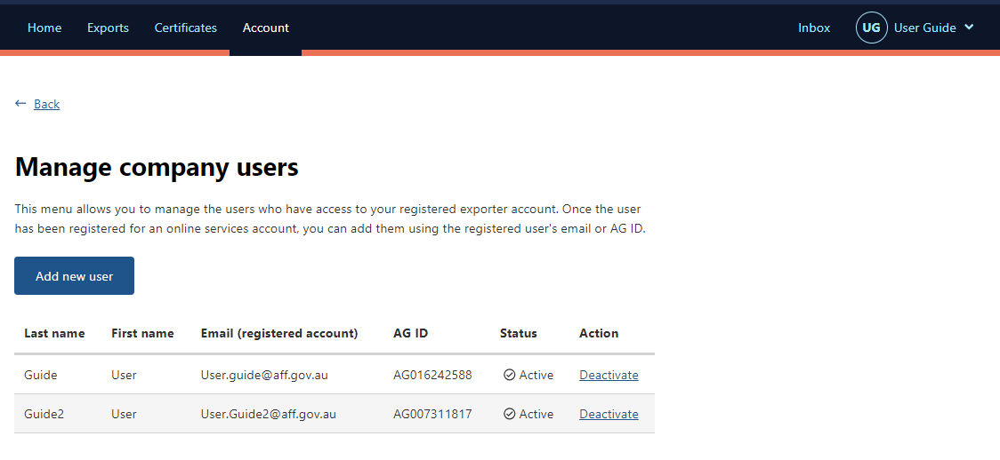 Home Exports Certificates Account Inbox UG User Guide
Back
Manage company users
This menu allows you to manage the users who have access to your registered exporter account. Once the user
has been registered for an online services account, you can add them using the registered user's email or AG ID.
Add new user
Last name First name Email (registered account) AG ID Status Action
Guide User User.guide@aff.gov.au AG016242588 Active Deactivate
Guide2 User User.Guide2@aff.gov.au AG007311817 Active Deactivate